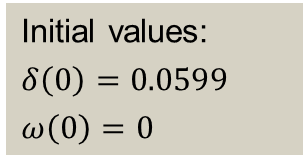 Initial values:
𝛿(0) = 0.0599
𝜔(0) = 0